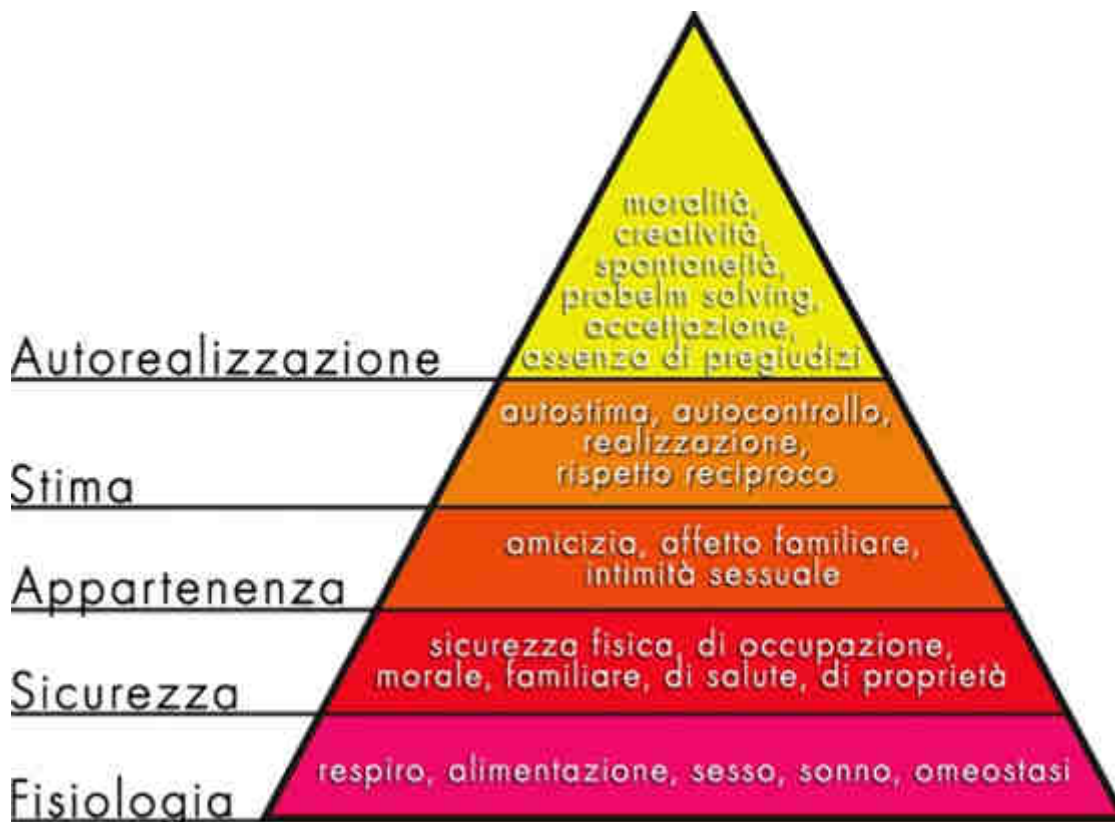 moralità,
creatività,
spontaneità,
probelm solving,
accettazione,
assenza di pregiudizi
Autorealizzazione
autostima, autocontrollo,
realizzazione,
rispetto reciproco
Stima
amicizia, affetto familiare,
intimità sessuale
Appartenenza
sicurezza fisica, di occupazione,
morale, familiare, di salute, di proprietà
Sicurezza
respiro, alimentazione, sesso, sonno, omeostasi
Fisiologia